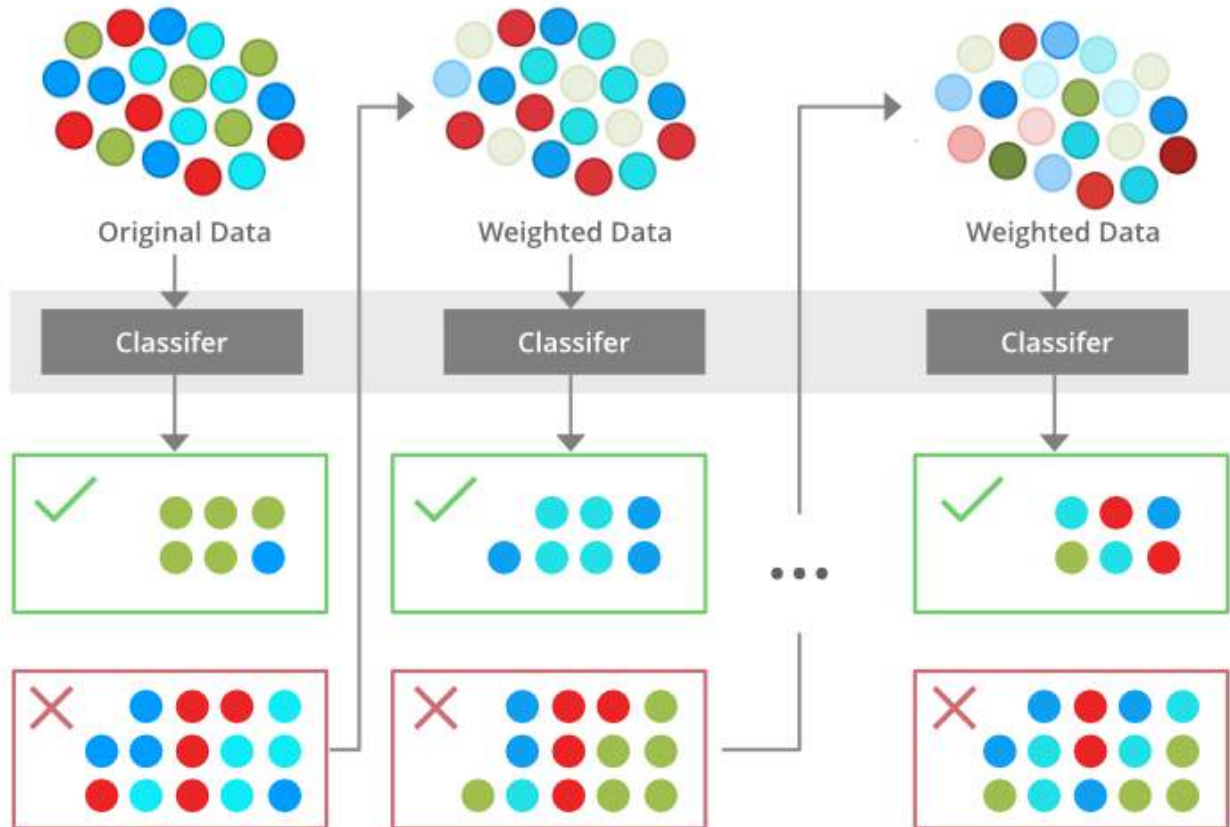 Original Data
Weighted Data
Weighted Data
Classifer
Classifer
Classifer
...